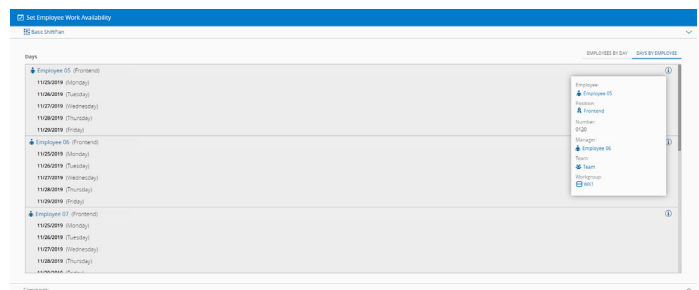 Set Employee Work Availability
Basic ShiftPlan
EMPLOYEES BY DAY DAYS BY EMPLOYEE
Days
Employee 05 (Frontend)
11/25/2019 (Monday)
11/26/2019 (Tuesday)
11/27/2019 (Wednesday)
11/28/2019 (Thursday)
11/29/2019 (Friday)
Employee 06 (Frontend)
11/25/2019 (Monday)
11/26/2019 (Tuesday)
11/27/2019 (Wednesday)
11/28/2019 (Thursday)
11/29/2019 (Friday)
Employee 07 (Frontend)
11/25/2019 (Monday)
11/26/2019 (Tuesday)
11/27/2019 (Wednesday)
11/28/2019 (Thursday)
11/29/2019 (Friday)
Employee:
Employee 05
Position:
Frontend
Number:
0120
Manager:
Employee 06
Team:
Team
Workgroup:
WK1